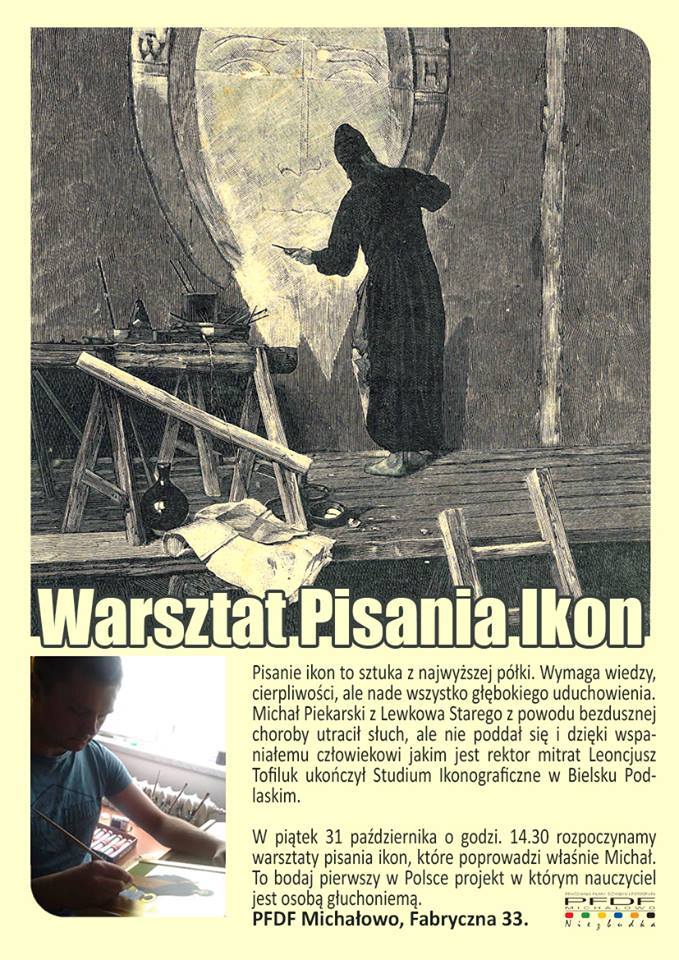 Warsztat Pisania Ikon
Pisanie ikon to sztuka z najwyższej półki. Wymaga wiedzy,
cierpliwości, ale nade wszystko głębokiego uduchowienia.
Michał Piekarski z Lewkowa Starego z powodu bezdusznej
choroby utracił słuch, ale nie poddał się i dzięki wspa-
niałemu człowiekowi jakim jest rektor mitrat Leoncjusz
Tofiluk ukończył Studium Ikonograficzne w Bielsku Pod-
laskim.
W piątek 31 października o godzi. 14.30 rozpoczynamy
warsztaty pisania ikon, które poprowadzi właśnie Michał.
To bodaj pierwszy w Polsce projekt w którym nauczyciel
jest osobą głuchoniemą.
PFDF Michałowo, Fabryczna 33.
PFDF
MICHAŁOWO
Niezbudka